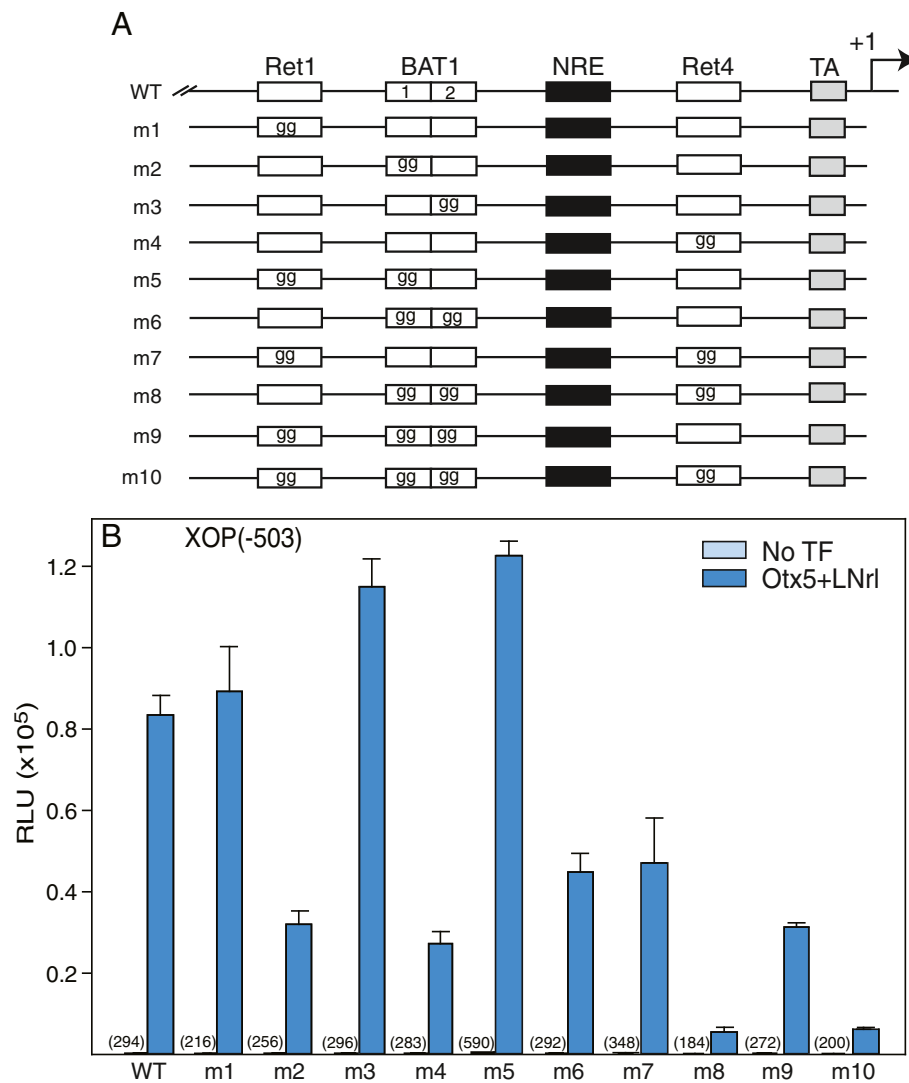 A
+1
Ret1 BAT1 NRE Ret4 TA
WT 1 2
m1 gg
m2 gg
m3 gg
m4 gg
m5 gg gg
m6 gg gg
m7 gg gg
m8 gg gg gg
m9 gg gg gg
m10 gg gg gg gg
B XOP(-503)
No TF
Otx5+LNrl
1.2
1.0
0.8
0.6
0.4
0.2
RLU (x10⁵)
(294) (216) (256) (296) (283) (590) (292) (348) (184) (272) (200)
WT m1 m2 m3 m4 m5 m6 m7 m8 m9 m10